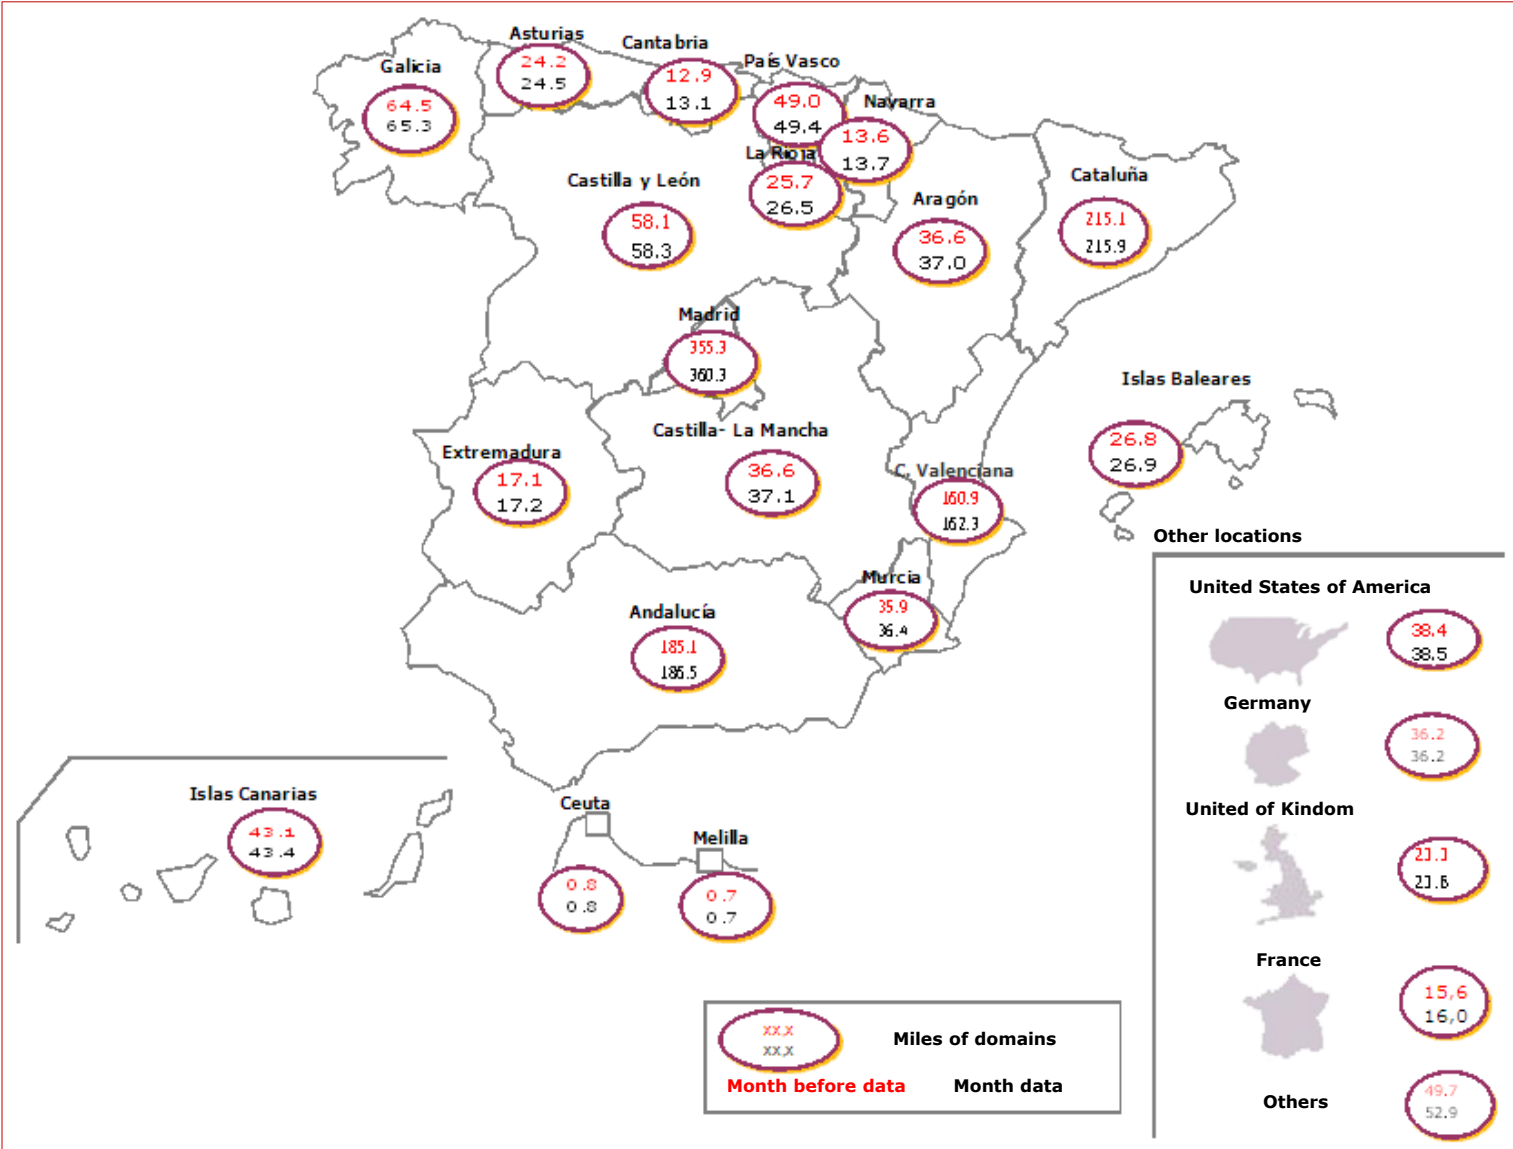 Asturias
24.2
24.5
Cantabria
12.9
13.1
País Vasco
49.0
49.4
Galicia
64.5
65.3
Navarra
13.6
13.7
La Rioja
25.7
26.5
Castilla y León
58.1
58.3
Aragón
36.6
37.0
Cataluña
215.1
215.9
Madrid
355.3
360.3
Islas Baleares
26.8
26.9
Castilla- La Mancha
36.6
37.1
Extremadura
17.1
17.2
C. Valenciana
160.9
162.3
Murcia
35.9
36.4
Andalucía
185.1
186.5
Islas Canarias
43.1
43.4
Ceuta
0.8
0.8
Melilla
0.7
0.7
Other locations
United States of America
38.4
38.5
Germany
36.2
36.2
United of Kindom
23.3
23.6
France
15,6
16,0
Others
49.7
52.9
xx.x
xx.x
Miles of domains
Month before data Month data